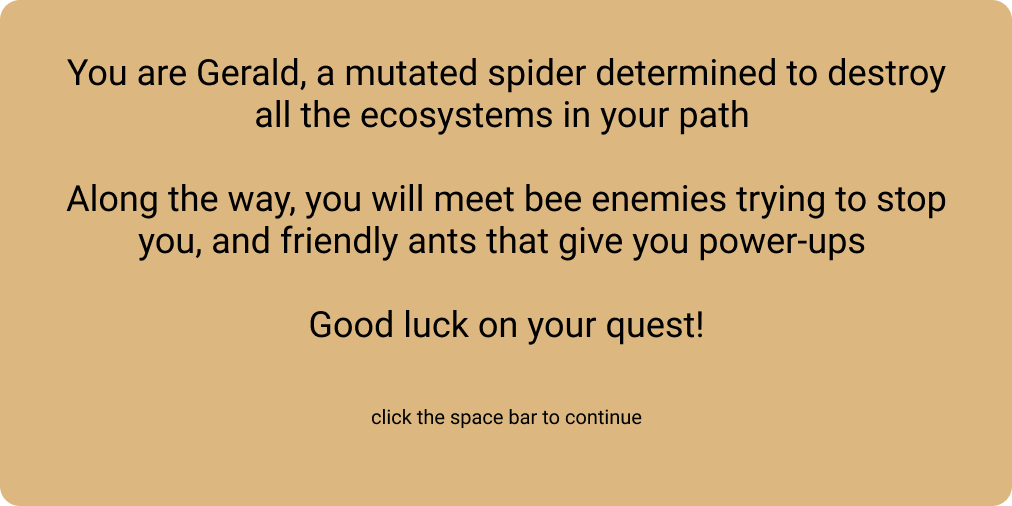 You are Gerald, a mutated spider determined to destroy
all the ecosystems in your path
Along the way, you will meet bee enemies trying to stop
you, and friendly ants that give you power-ups
Good luck on your quest!
click the space bar to continue